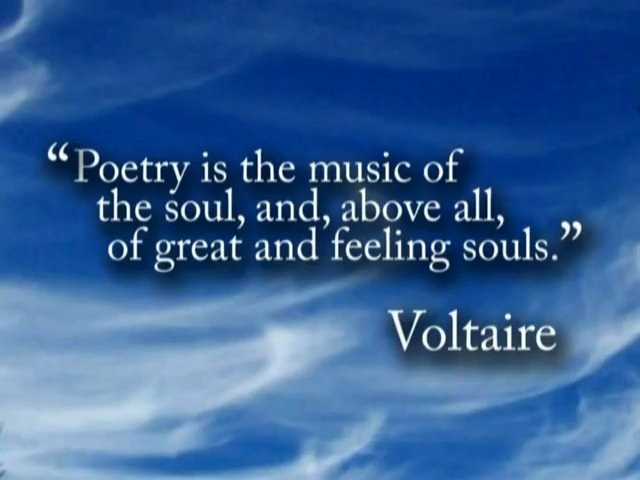 “Poetry is the music of
the soul, and, above all,
of great and feeling souls.”
Voltaire